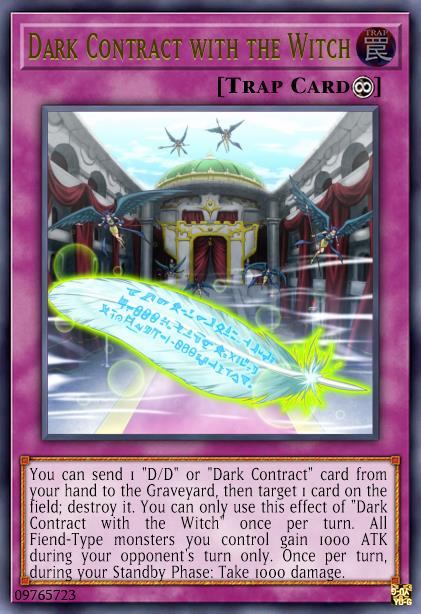 DARK CONTRACT WITH THE WITCH
TRAP
罠
[TRAP CARD]
You can send 1 "D/D" or "Dark Contract" card from
your hand to the Graveyard, then target 1 card on the
field; destroy it. You can only use this effect of "Dark
Contract with the Witch" once per turn. All
Fiend-Type monsters you control gain 1000 ATK
during your opponent's turn only. Once per turn,
during your Standby Phase: Take 1000 damage.
09765723